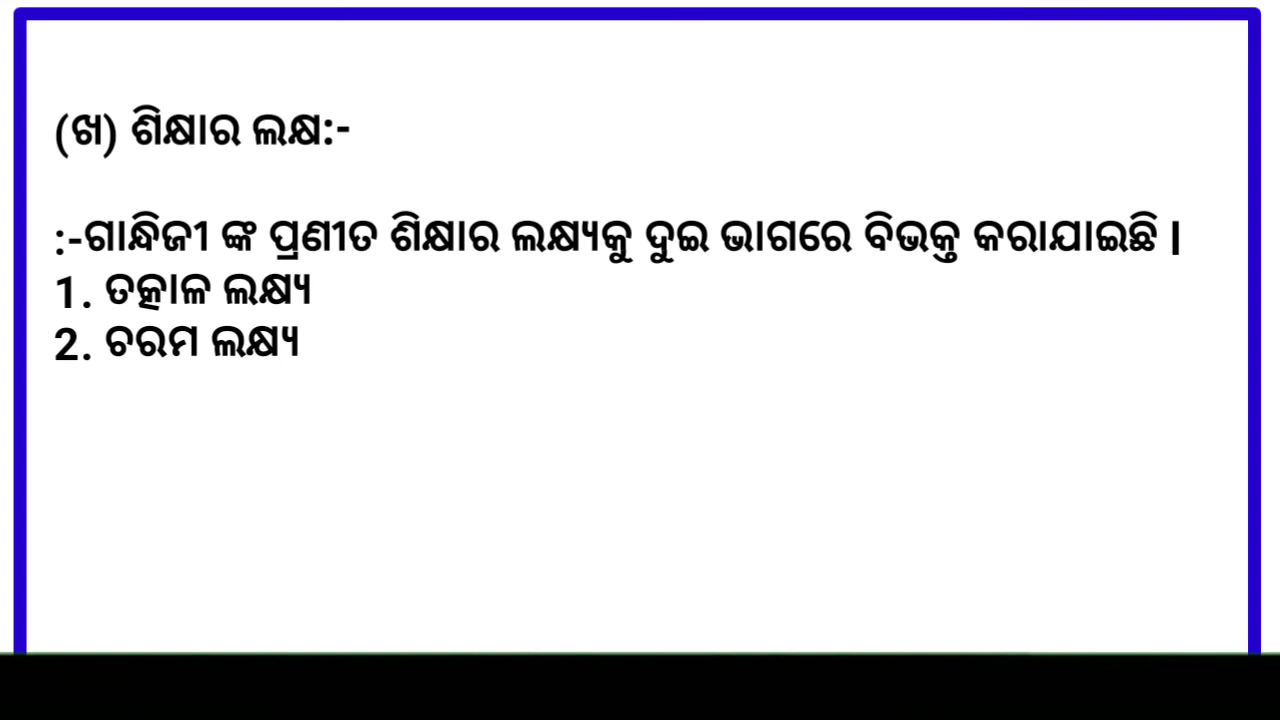 (ଖ) ଶିକ୍ଷାର ଲକ୍ଷ:-
:-ଗାନ୍ଧିଜୀ ଙ୍କ ପ୍ରଣୀତ ଶିକ୍ଷାର ଲକ୍ଷ୍ୟକୁ ଦୁଇ ଭାଗରେ ବିଭକ୍ତ କରାଯାଇଛି |
1. ତତ୍କାଳ ଲକ୍ଷ୍ୟ
2. ଚରମ ଲକ୍ଷ୍ୟ